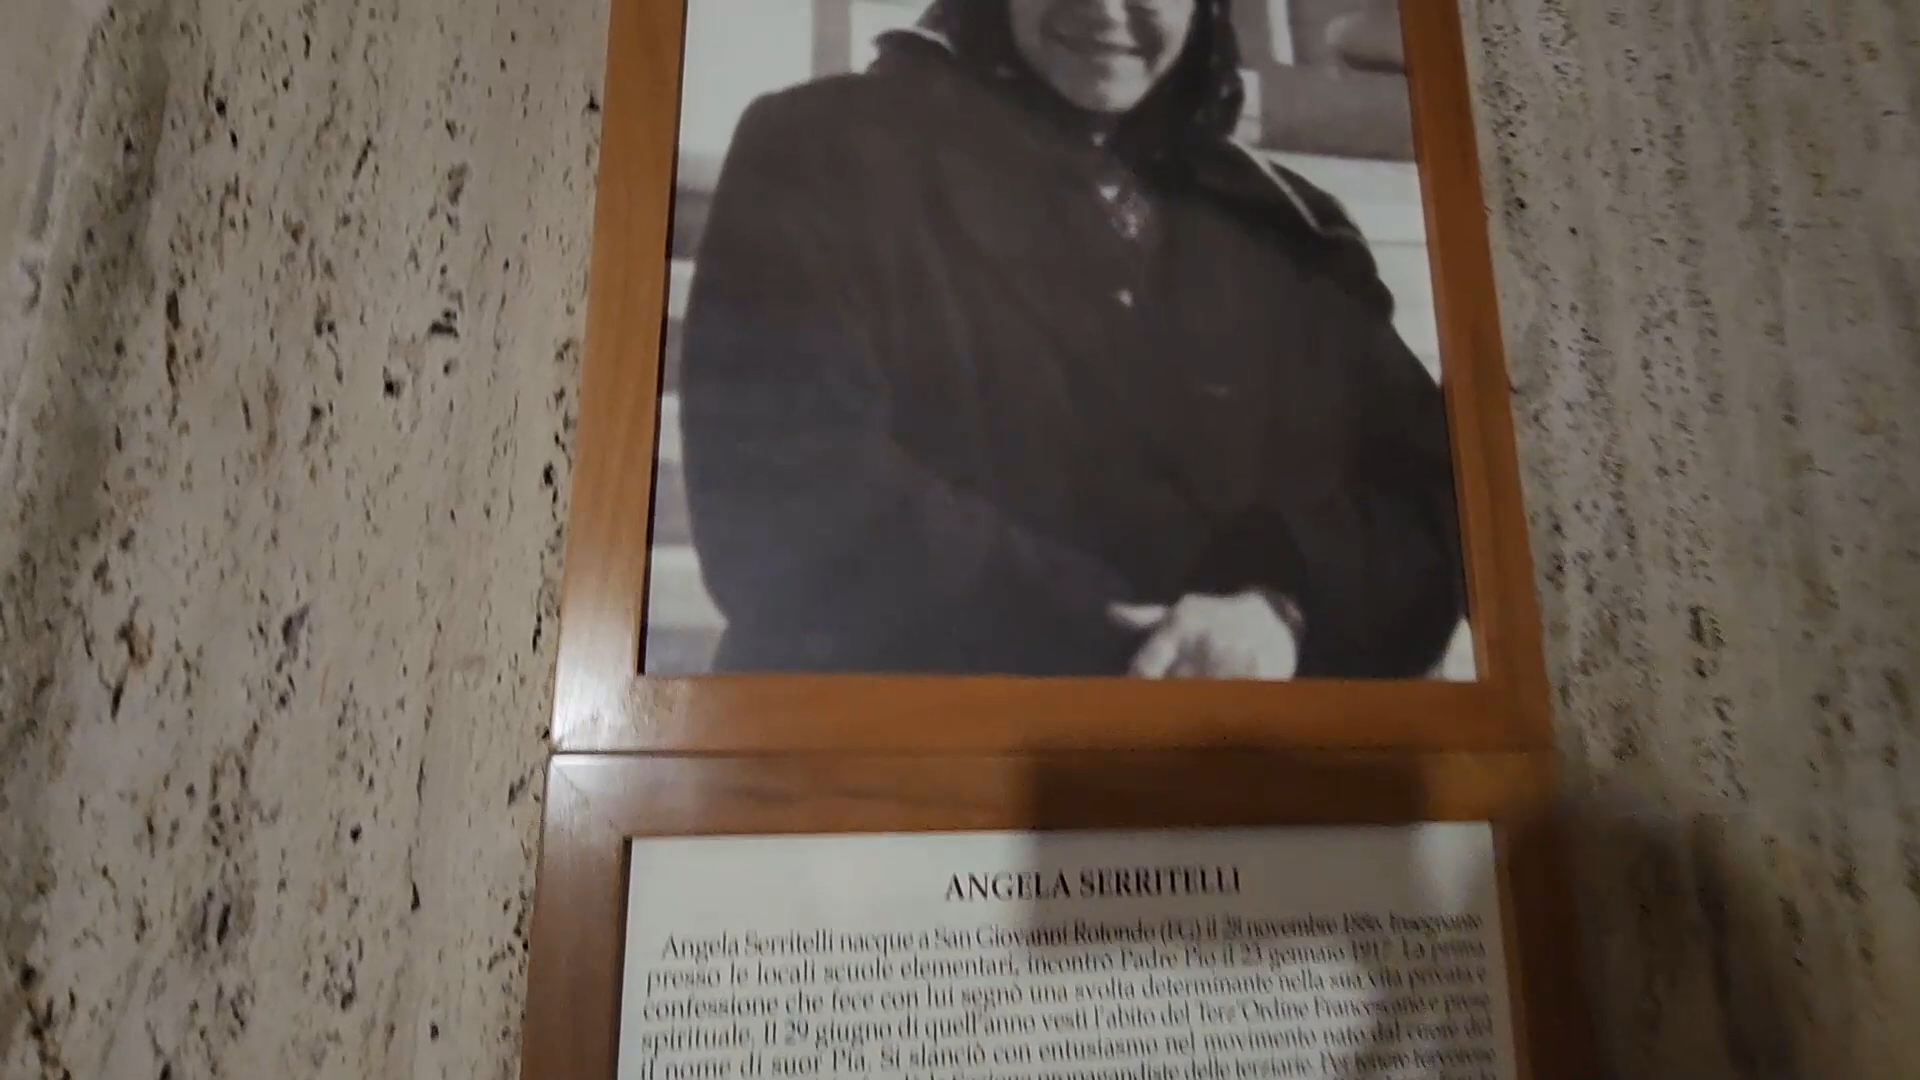 ANGELA SERRITELLI
Angela Serritelli nacque a San Giovanni Rotondo (FG) il 28 novembre Insegnante
presso le locali scuole elementari, incontrò Padre Pio il 23 gennaio 1917. La prima
confessione che fece con lui segnò una svolta determinante nella sua vita privata e
spirituale. Il 29 giugno di quell'anno vestì l'abito del Terz'Ordine Francescano e prese
il nome di suor Pia. Si slanciò con entusiasmo nel movimento nato dal cuore del
propagandiste delle terziarie.